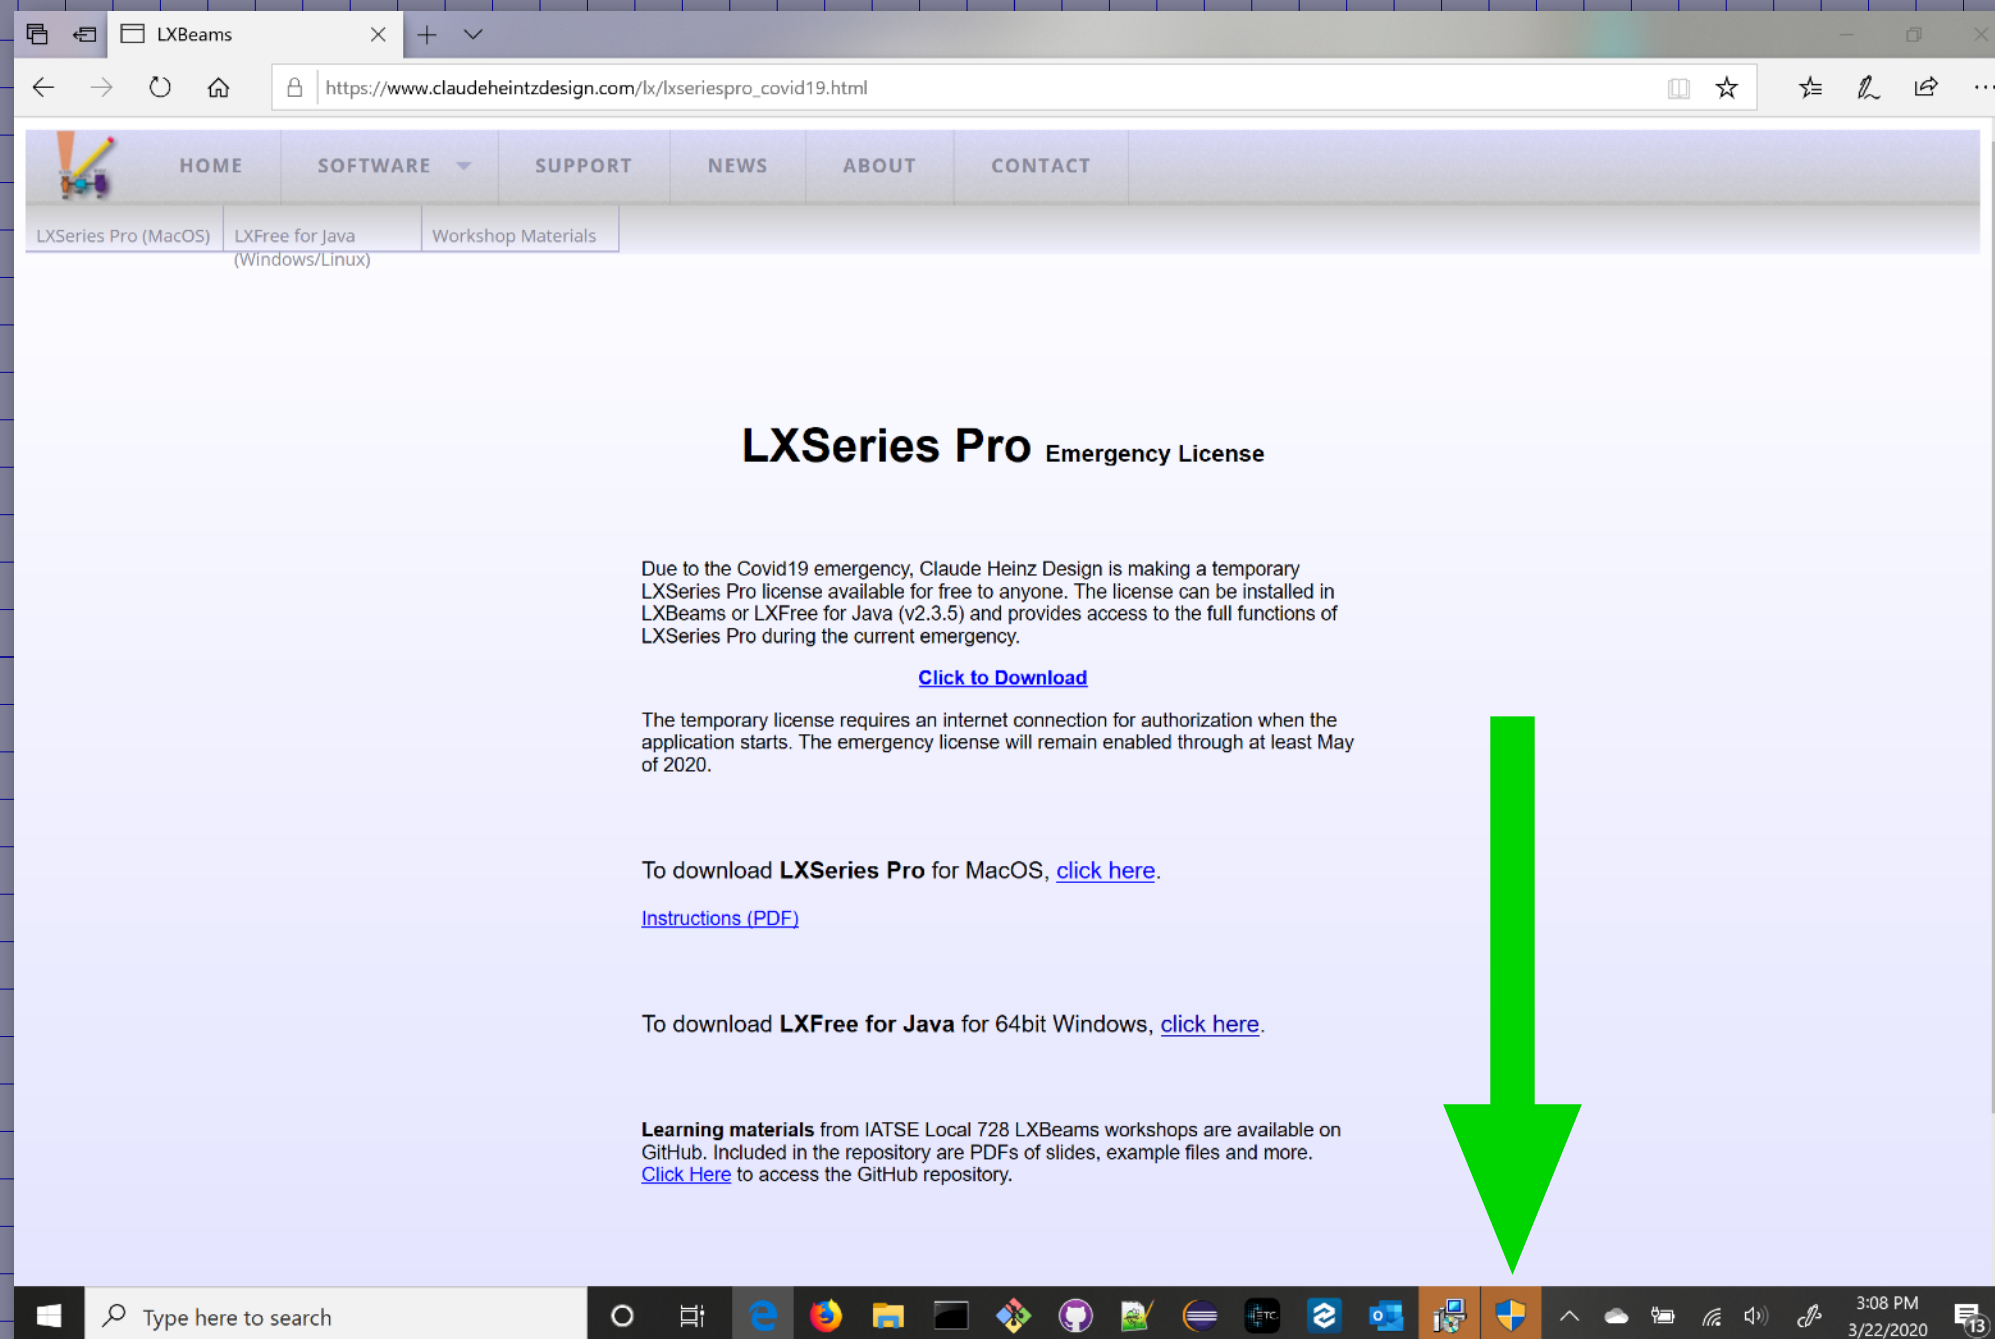 LXBeams
https://www.claudeheintzdesign.com/lx/lxseriespro_covid19.html
HOME SOFTWARE SUPPORT NEWS ABOUT CONTACT
LXSeries Pro (MacOS) LXFree for Java Workshop Materials
(Windows/Linux)
LXSeries Pro Emergency License
Due to the Covid19 emergency, Claude Heinz Design is making a temporary
LXSeries Pro license available for free to anyone. The license can be installed in
LXBeams or LXFree for Java (v2.3.5) and provides access to the full functions of
LXSeries Pro during the current emergency.
Click to Download
The temporary license requires an internet connection for authorization when the
application starts. The emergency license will remain enabled through at least May
of 2020.
To download LXSeries Pro for MacOS, click here.
Instructions (PDF)
To download LXFree for Java for 64bit Windows, click here.
Learning materials from IATSE Local 728 LXBeams workshops are available on
GitHub. Included in the repository are PDFs of slides, example files and more.
Click Here to access the GitHub repository.
Type here to search
ETC
3:08 PM
3/22/2020
13